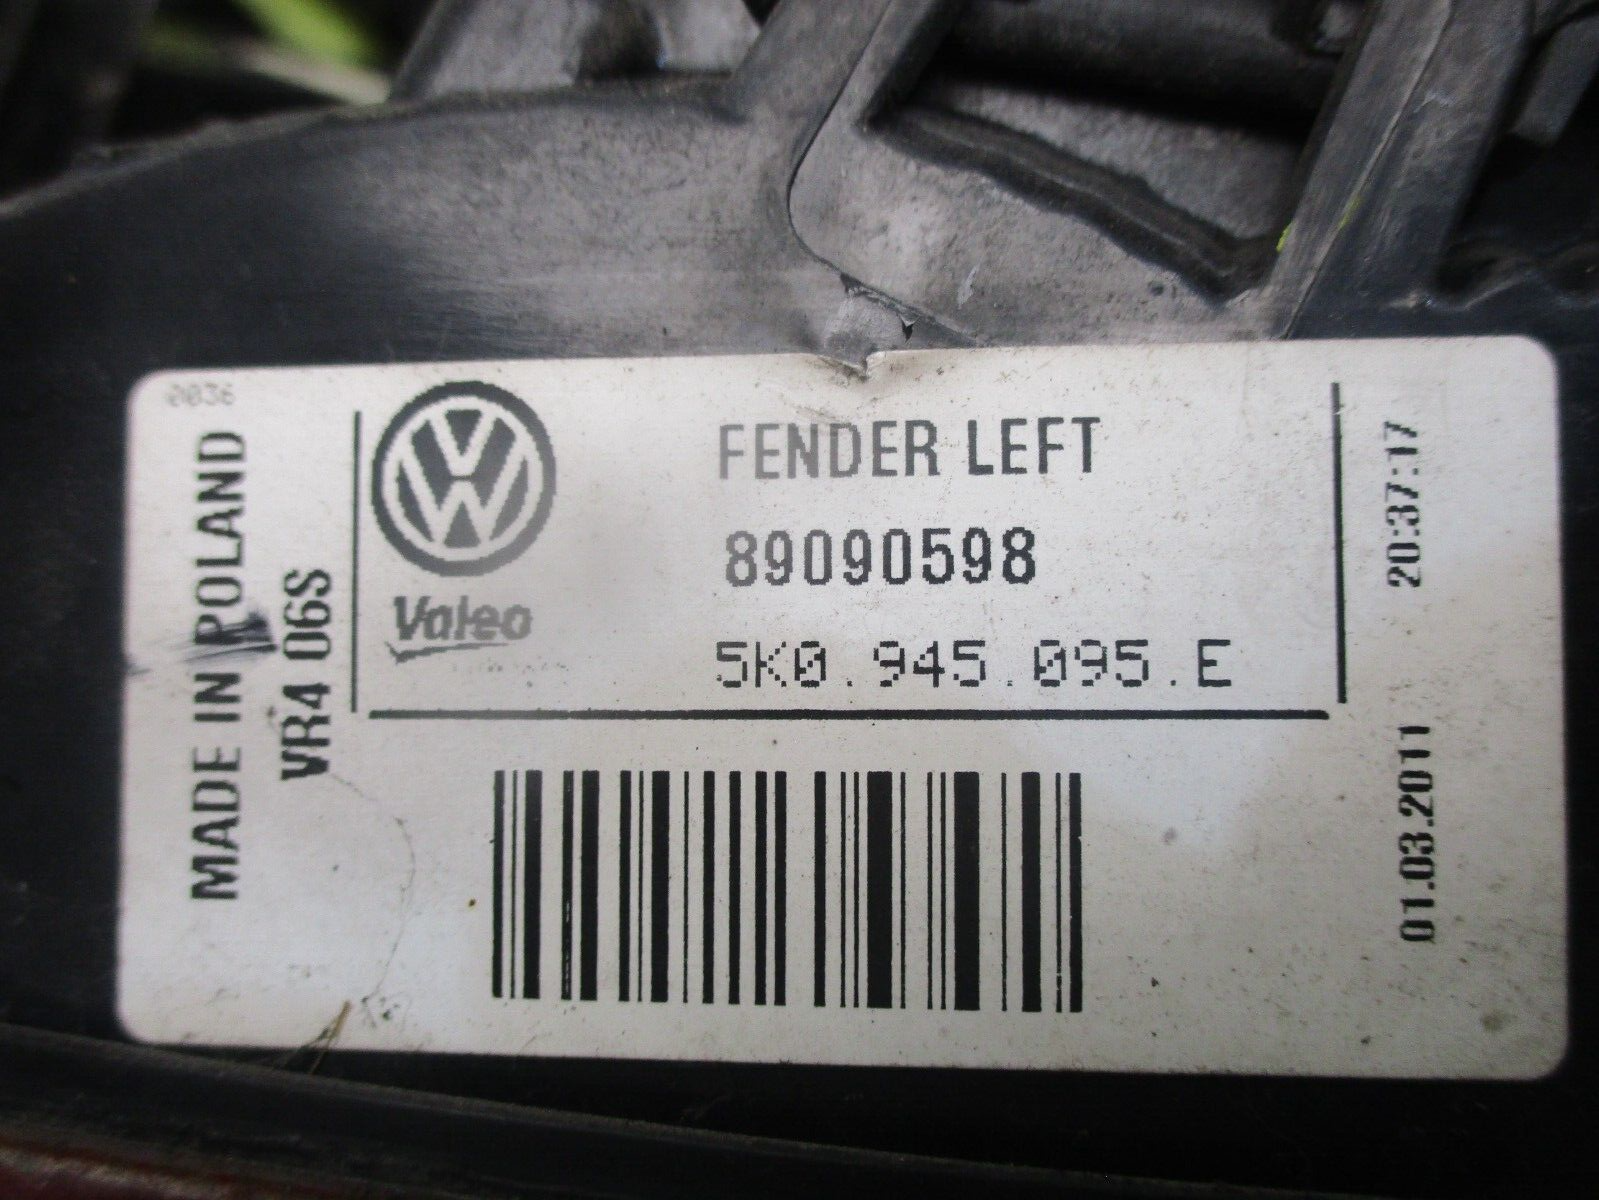 0036
MADE IN POLAND
VR4 06S
Valeo
FENDER LEFT
89090598
5K0.945.095.E
20:37:17
01.03.2011